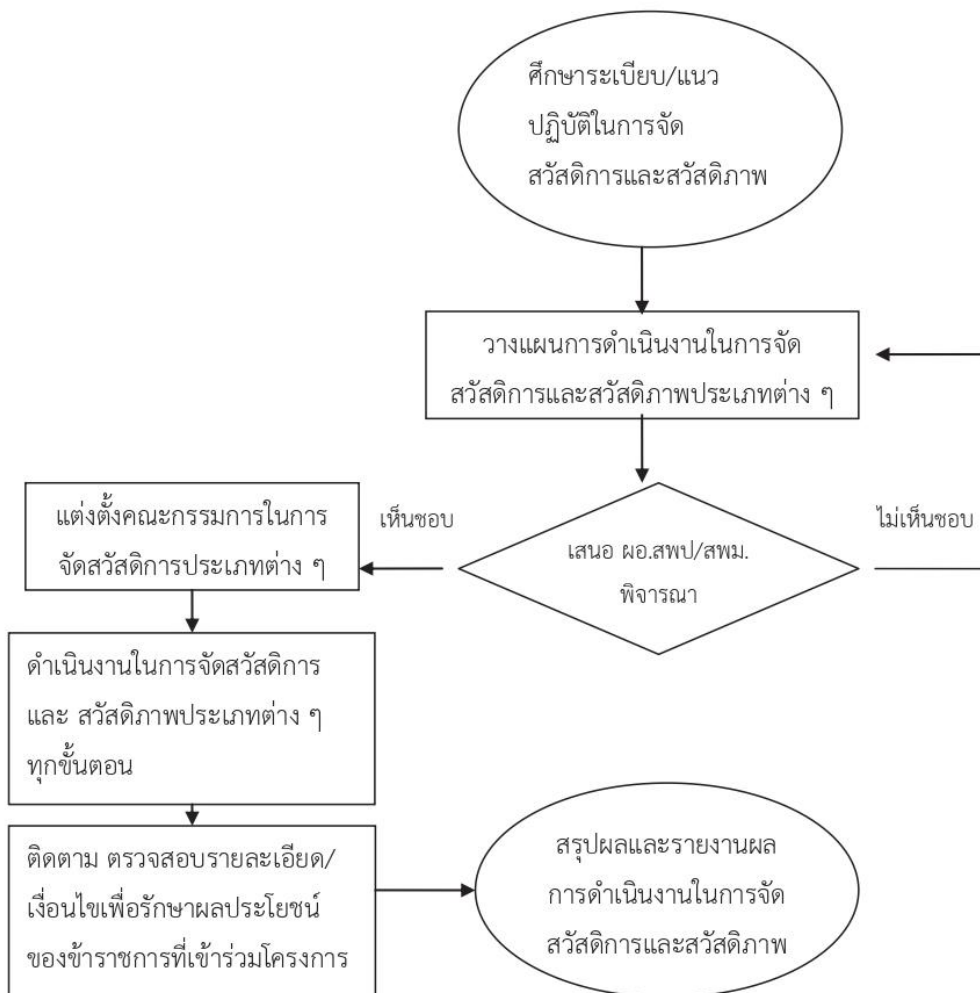 ศึกษาระเบียบ/แนว
ปฏิบัติในการจัด
สวัสดิการและสวัสดิภาพ
วางแผนการดำเนินงานในการจัด
สวัสดิการและสวัสดิภาพประเภทต่าง ๆ
เสนอ ผอ.สพป/สพม.
พิจารณา
ไม่เห็นชอบ
เห็นชอบ
แต่งตั้งคณะกรรมการในการ
จัดสวัสดิการประเภทต่าง ๆ
ดำเนินงานในการจัดสวัสดิการ
และ สวัสดิภาพประเภทต่าง ๆ
ทุกขั้นตอน
ติดตาม ตรวจสอบรายละเอียด/
เงื่อนไขเพื่อรักษาผลประโยชน์
ของข้าราชการที่เข้าร่วมโครงการ
สรุปผลและรายงานผล
การดำเนินงานในการจัด
สวัสดิการและสวัสดิภาพ